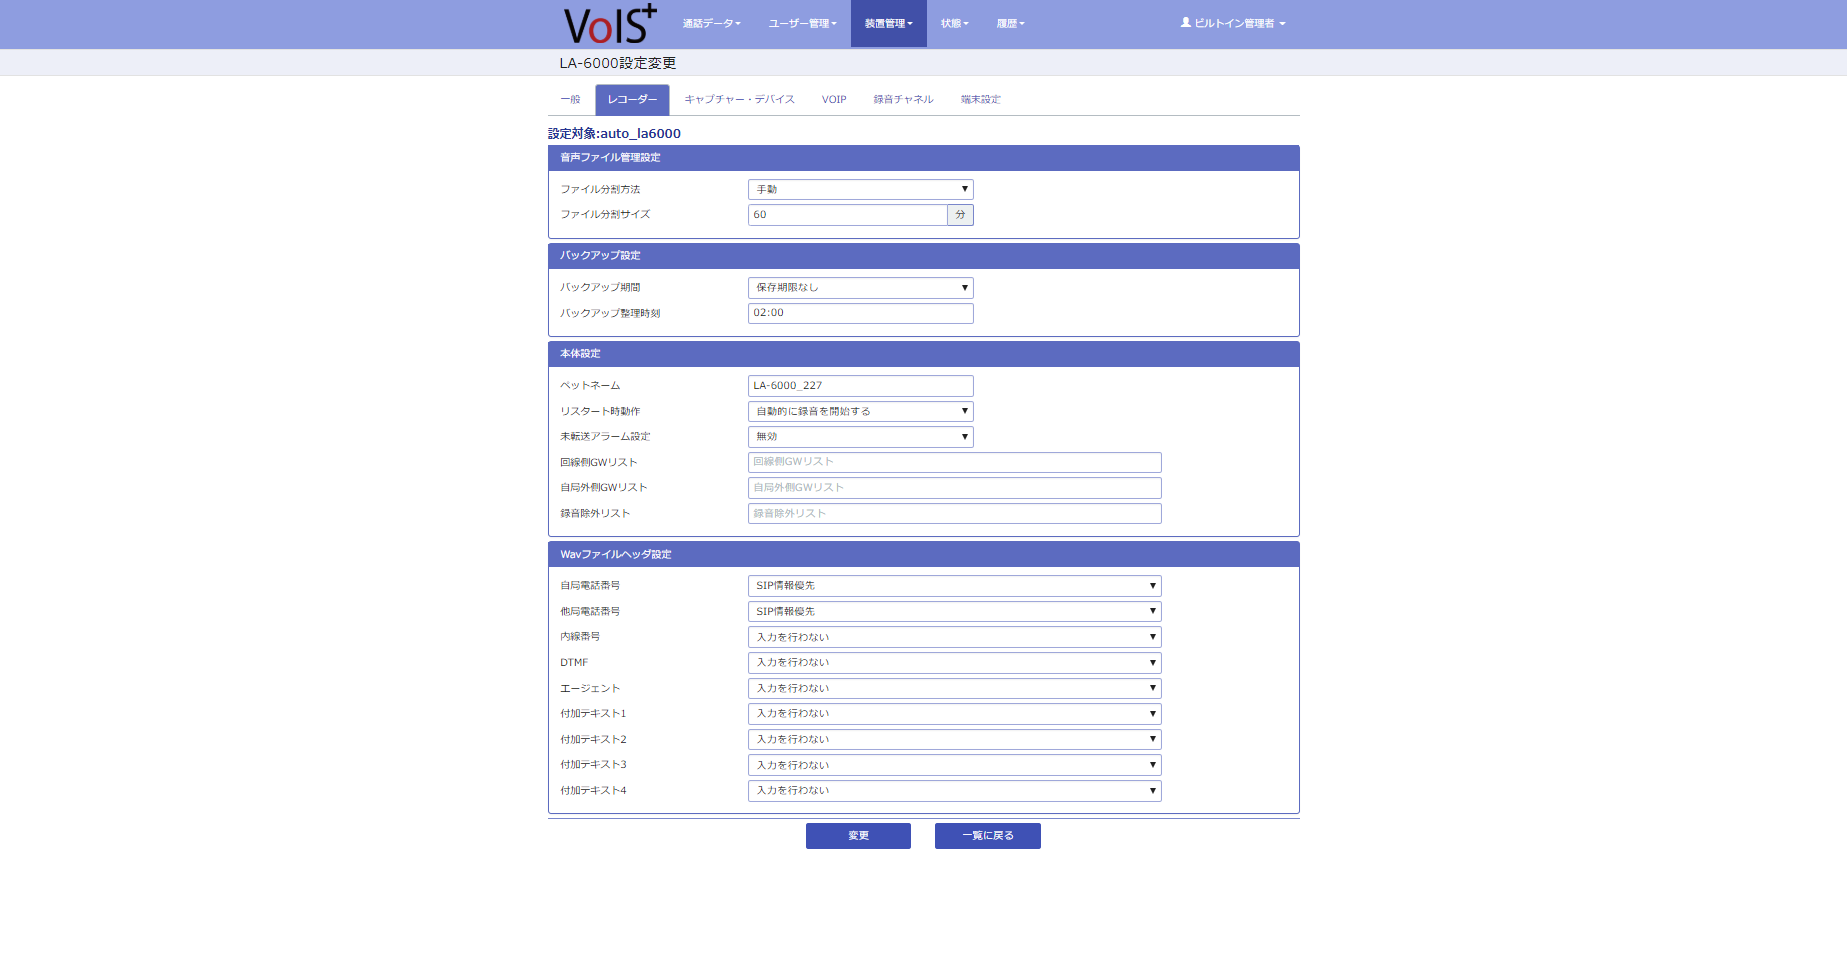 VoIS+ 通話データ ユーザー管理 装置管理 状態 履歴 ビルトイン管理者
LA-6000設定変更
一般 レコーダー キャプチャー・デバイス VOIP 録音チャネル 端末設定
設定対象:auto_la6000
音声ファイル管理設定
ファイル分割方法 手動
ファイル分割サイズ 60 分
バックアップ設定
バックアップ期間 保存期限なし
バックアップ整理時刻 02:00
本体設定
ペットネーム LA-6000_227
リスタート時動作 自動的に録音を開始する
未転送アラーム設定 無効
回線側GWリスト 回線側GWリスト
自局外側GWリスト 自局外側GWリスト
録音除外リスト 録音除外リスト
Wavファイルヘッダ設定
自局電話番号 SIP情報優先
他局電話番号 SIP情報優先
内線番号 入力を行わない
DTMF 入力を行わない
エージェント 入力を行わない
付加テキスト1 入力を行わない
付加テキスト2 入力を行わない
付加テキスト3 入力を行わない
付加テキスト4 入力を行わない
変更 一覧に戻る